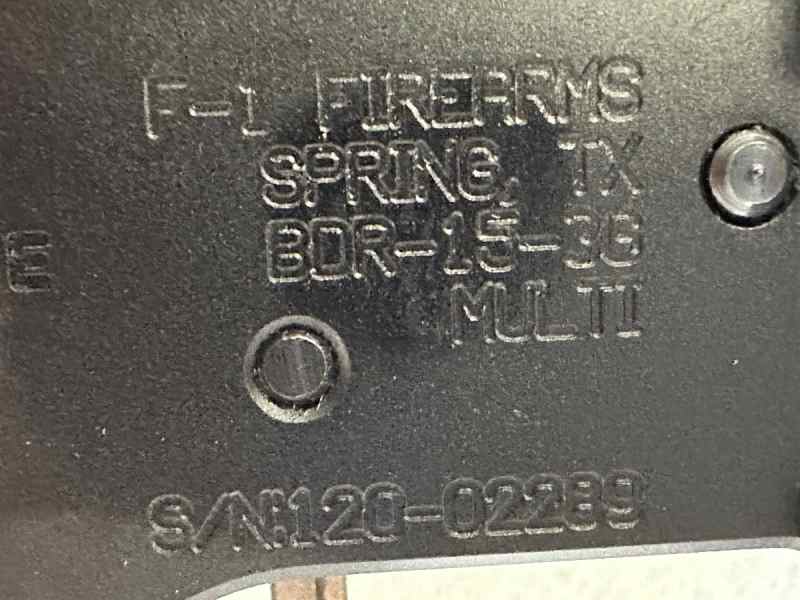 F-1 FIREARMS
SPRING, TX
BDR-15-3G
MULTI
S/N:120-02289